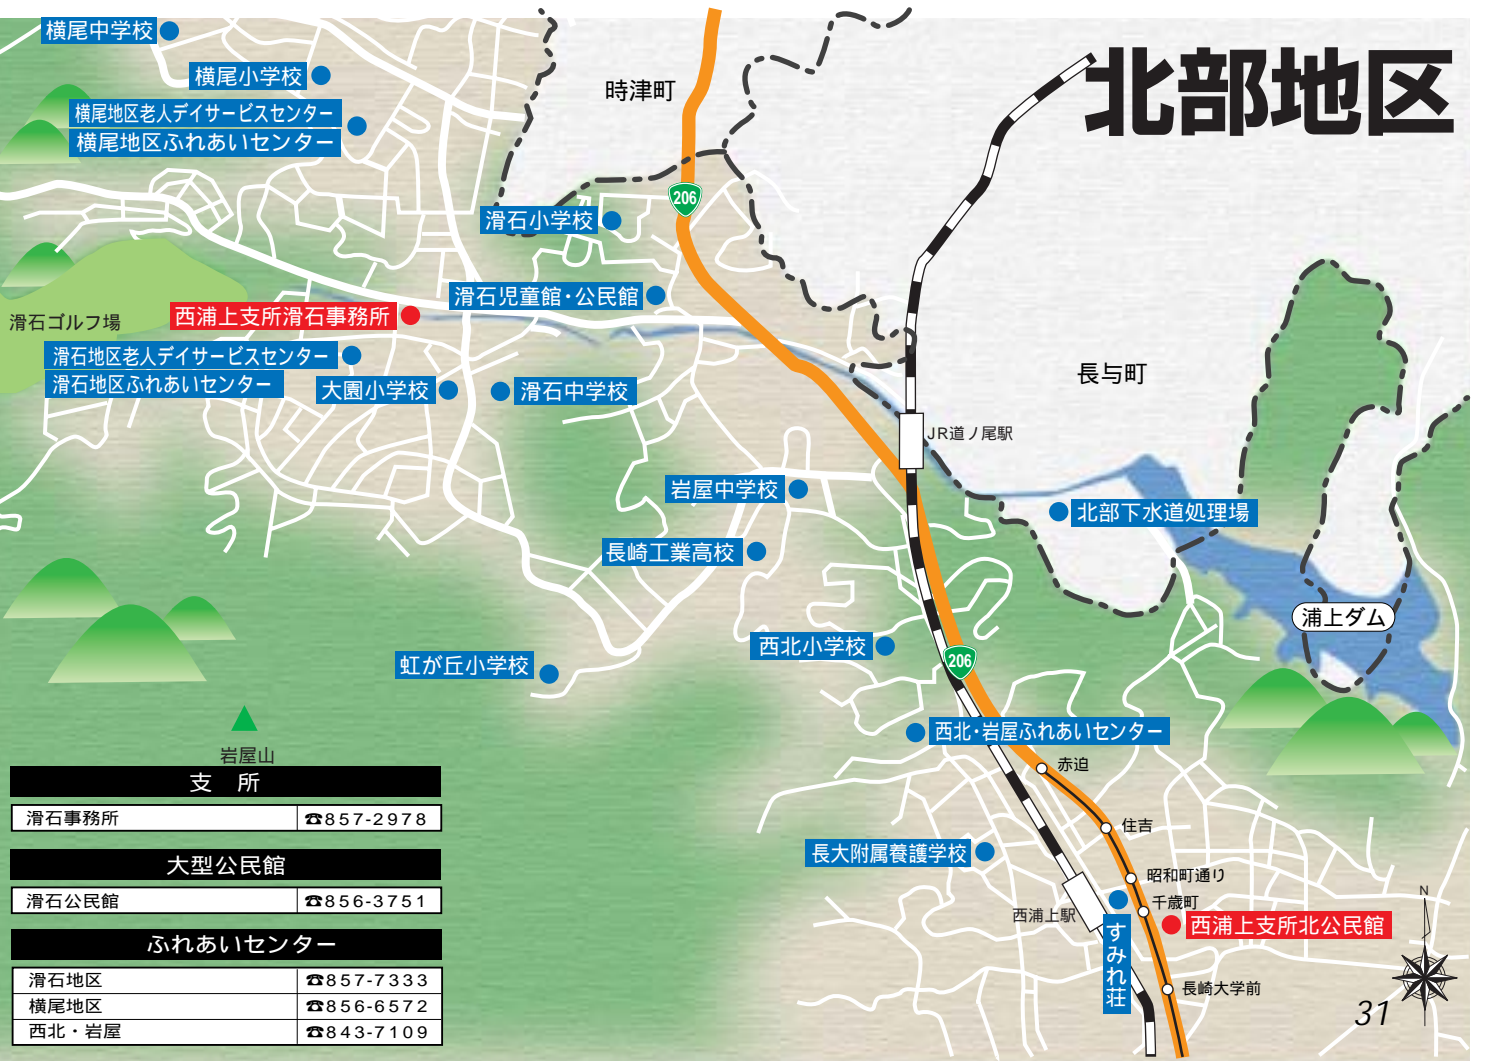 北部地区
横尾中学校
横尾小学校
横尾地区老人デイサービスセンター
横尾地区ふれあいセンター
時津町
206
滑石小学校
滑石児童館・公民館
西浦上支所滑石事務所
滑石ゴルフ場
滑石地区老人デイサービスセンター
滑石地区ふれあいセンター
大園小学校
滑石中学校
長与町
JR道ノ尾駅
岩屋中学校
北部下水道処理場
長崎工業高校
浦上ダム
西北小学校
206
虹が丘小学校
西北・岩屋ふれあいセンター
岩屋山
赤迫
住吉
長大附属養護学校
昭和町通り
千歳町
西浦上駅
西浦上支所北公民館
すみれ荘
長崎大学前
N
支　所
滑石事務所 ☎857-2978
大型公民館
滑石公民館 ☎856-3751
ふれあいセンター
滑石地区 ☎857-7333
横尾地区 ☎856-6572
西北・岩屋 ☎843-7109
31